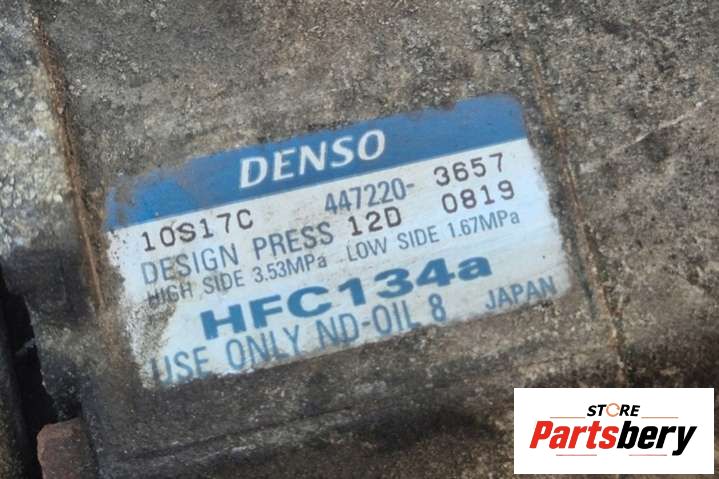 DENSO
10S17C 447220- 3657
DESIGN PRESS 12D 0819
HIGH SIDE 3.53MPa LOW SIDE 1.67MPa
HFC134a
USE ONLY ND-OIL 8 JAPAN
STORE
Partsbery